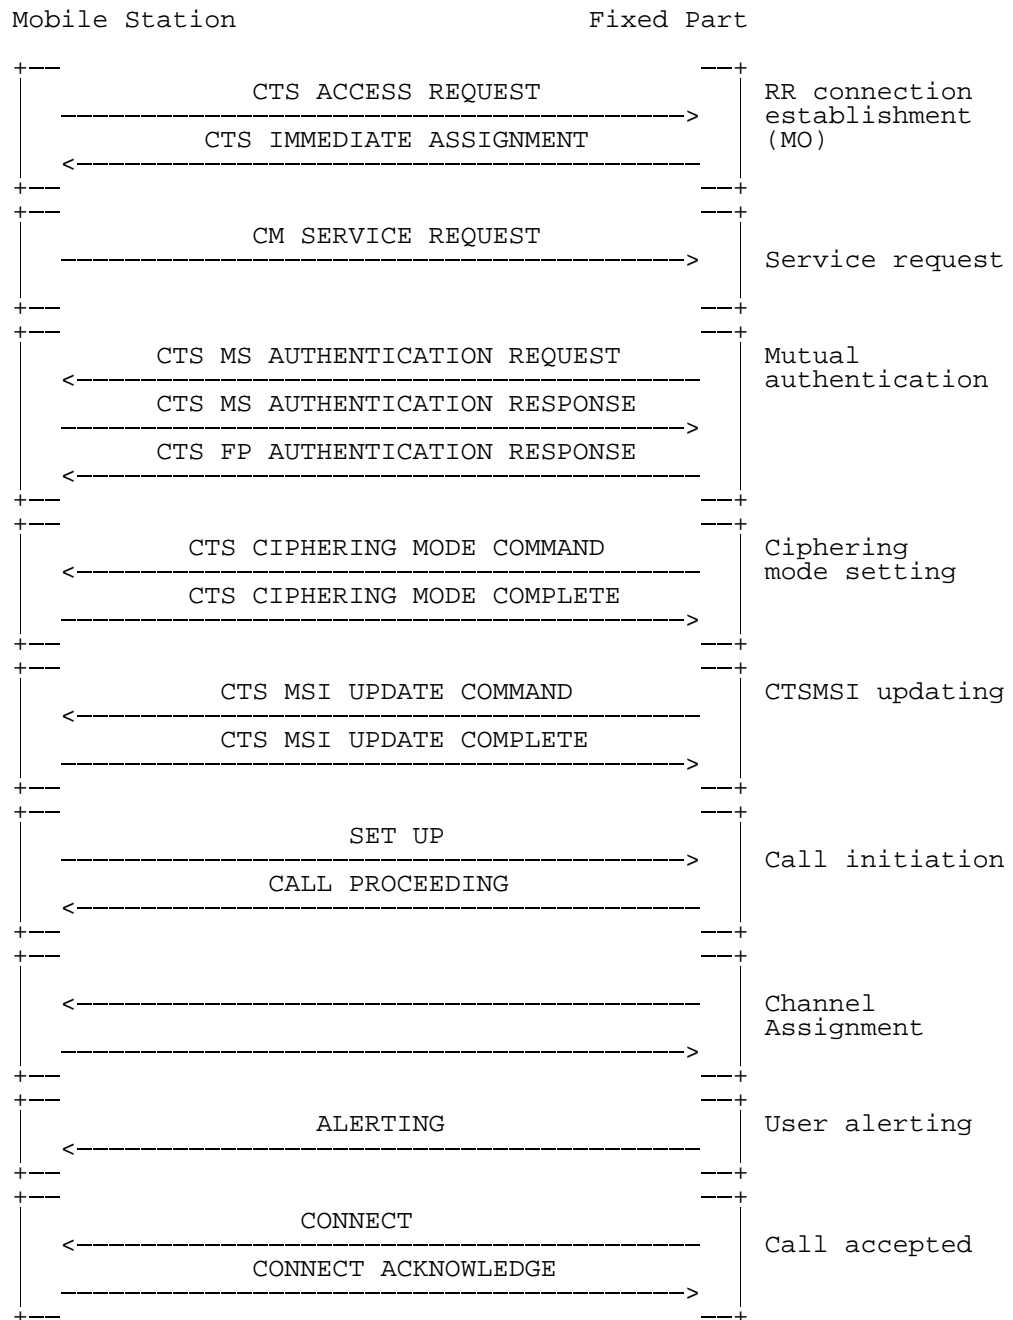 Mobile Station Fixed Part
CTS ACCESS REQUEST RR connection
establishment
CTS IMMEDIATE ASSIGNMENT (MO)
CM SERVICE REQUEST
Service request
CTS MS AUTHENTICATION REQUEST Mutual
authentication
CTS MS AUTHENTICATION RESPONSE
CTS FP AUTHENTICATION RESPONSE
CTS CIPHERING MODE COMMAND Ciphering
mode setting
CTS CIPHERING MODE COMPLETE
CTS MSI UPDATE COMMAND CTSMSI updating
CTS MSI UPDATE COMPLETE
SET UP
Call initiation
CALL PROCEEDING
Channel
Assignment
ALERTING User alerting
CONNECT
Call accepted
CONNECT ACKNOWLEDGE